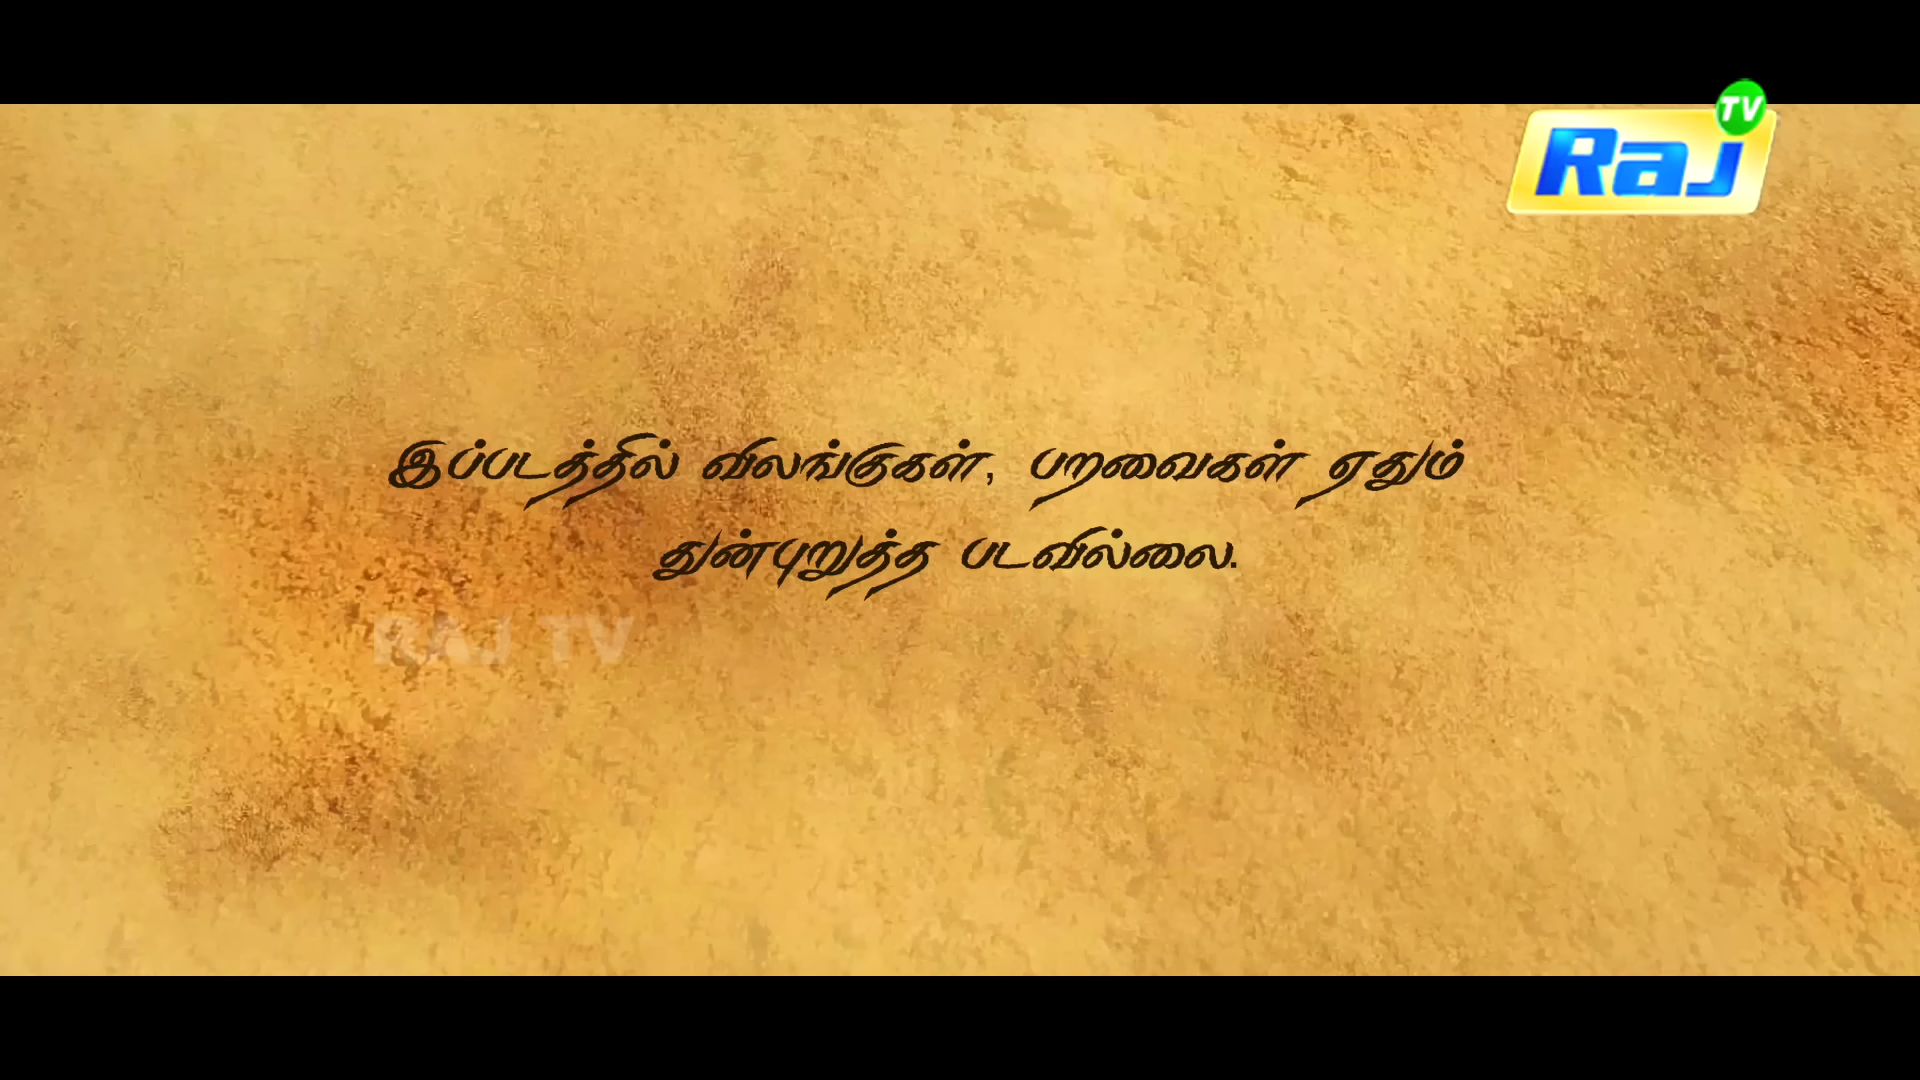 TV
Raj
இப்படத்தில் விலங்குகள், பறவைகள் ஏதும்
துன்புறுத்த படவில்லை.
RAJ TV